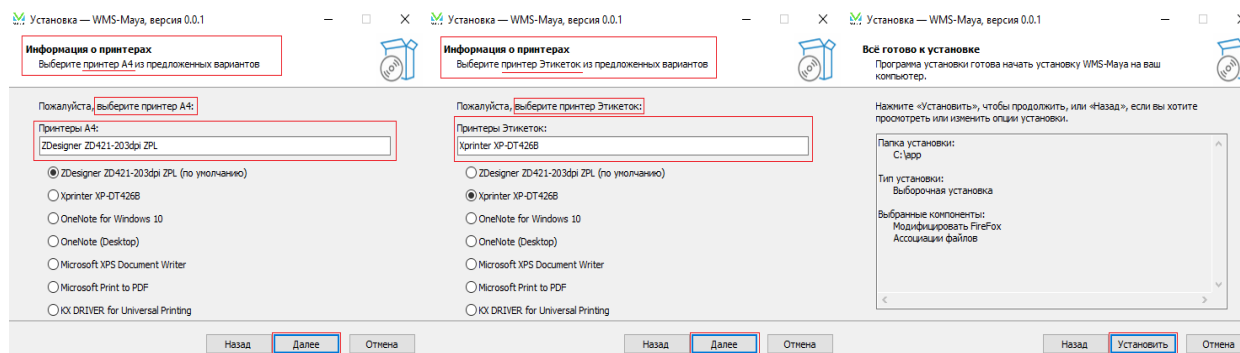 Установка — WMS-Maya, версия 0.0.1
Информация о принтерах
Выберите принтер А4 из предложенных вариантов
Пожалуйста, выберите принтер А4:
Принтеры А4:
ZDesigner ZD421-203dpi ZPL
ZDesigner ZD421-203dpi ZPL (по умолчанию)
Xprinter XP-DT426B
OneNote for Windows 10
OneNote (Desktop)
Microsoft XPS Document Writer
Microsoft Print to PDF
KX DRIVER for Universal Printing
Назад
Далее
Отмена
Установка — WMS-Maya, версия 0.0.1
Информация о принтерах
Выберите принтер Этикеток из предложенных вариантов
Пожалуйста, выберите принтер Этикеток:
Принтеры Этикеток:
Xprinter XP-DT426B
ZDesigner ZD421-203dpi ZPL (по умолчанию)
Xprinter XP-DT426B
OneNote for Windows 10
OneNote (Desktop)
Microsoft XPS Document Writer
Microsoft Print to PDF
KX DRIVER for Universal Printing
Назад
Далее
Отмена
Установка — WMS-Maya, версия 0.0.1
Всё готово к установке
Программа установки готова начать установку WMS-Maya на ваш
компьютер.
Нажмите «Установить», чтобы продолжить, или «Назад», если вы хотите
просмотреть или изменить опции установки.
Папка установки:
C:\app
Тип установки:
Выборочная установка
Выбранные компоненты:
Модифицировать FireFox
Ассоциации файлов
Назад
Установить
Отмена